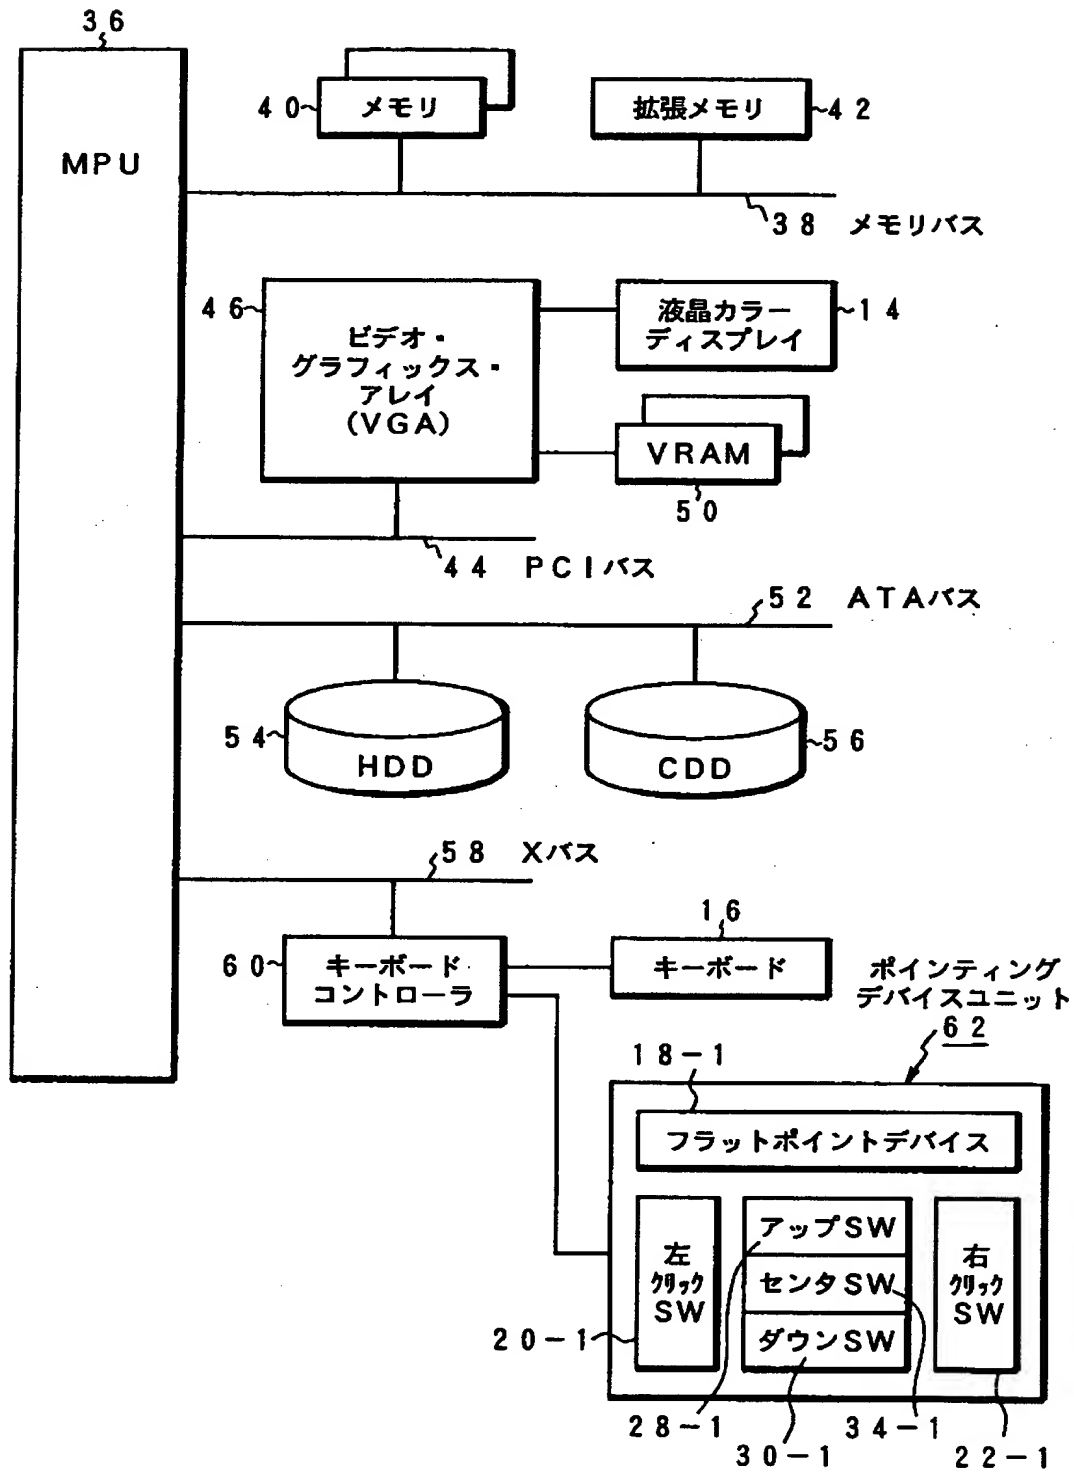 36
MPU
40
メモリ
拡張メモリ
42
38 メモリバス
46
ビデオ・
グラフィックス・
アレイ
(VGA)
液晶カラー
ディスプレイ
14
VRAM
50
44 PCIバス
52 ATAバス
54
HDD
CDD
56
58 Xバス
60
キーボード
コントローラ
16
キーボード
ポインティング
デバイスユニット
62
18-1
フラットポイントデバイス
左
クリック
SW
アップSW
センタSW
ダウンSW
右
クリック
SW
20-1
28-1
30-1
34-1
22-1